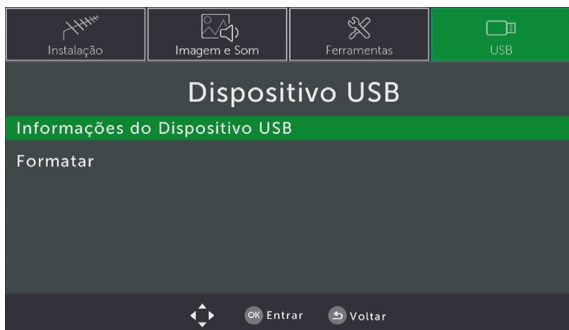 Instalação
Imagem e Som
Ferramentas
USB
Dispositivo USB
Informações do Dispositivo USB
Formatar
OK Entrar Voltar